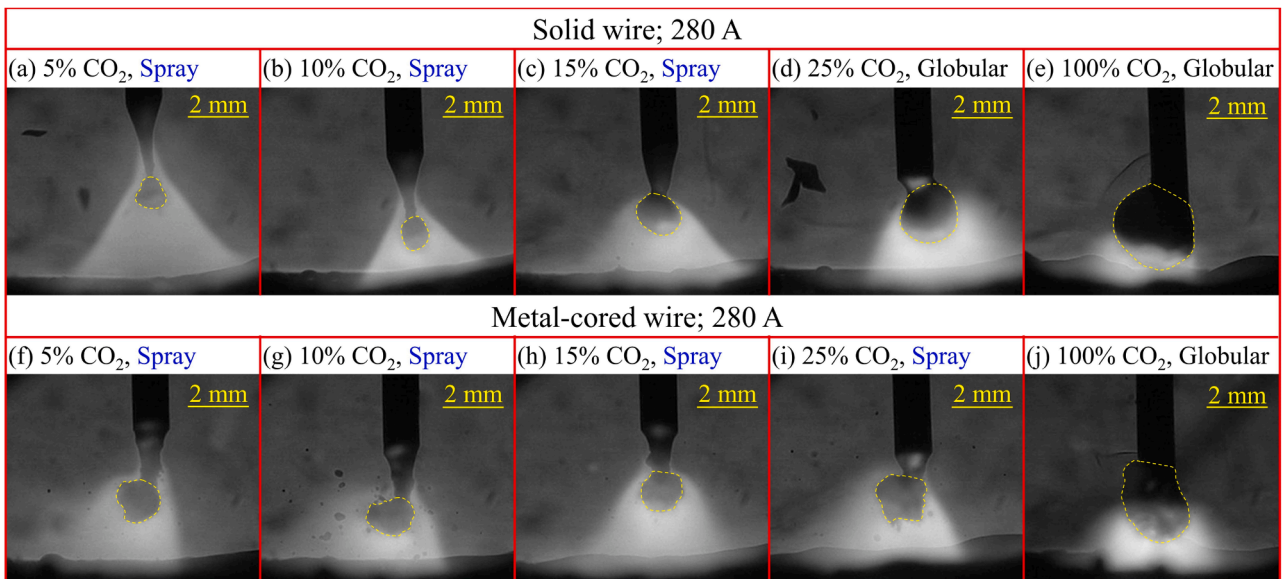 Solid wire; 280 A
(a) 5% CO₂, Spray
(b) 10% CO₂, Spray
(c) 15% CO₂, Spray
(d) 25% CO₂, Globular
(e) 100% CO₂, Globular
2 mm
2 mm
2 mm
2 mm
2 mm
Metal-cored wire; 280 A
(f) 5% CO₂, Spray
(g) 10% CO₂, Spray
(h) 15% CO₂, Spray
(i) 25% CO₂, Spray
(j) 100% CO₂, Globular
2 mm
2 mm
2 mm
2 mm
2 mm